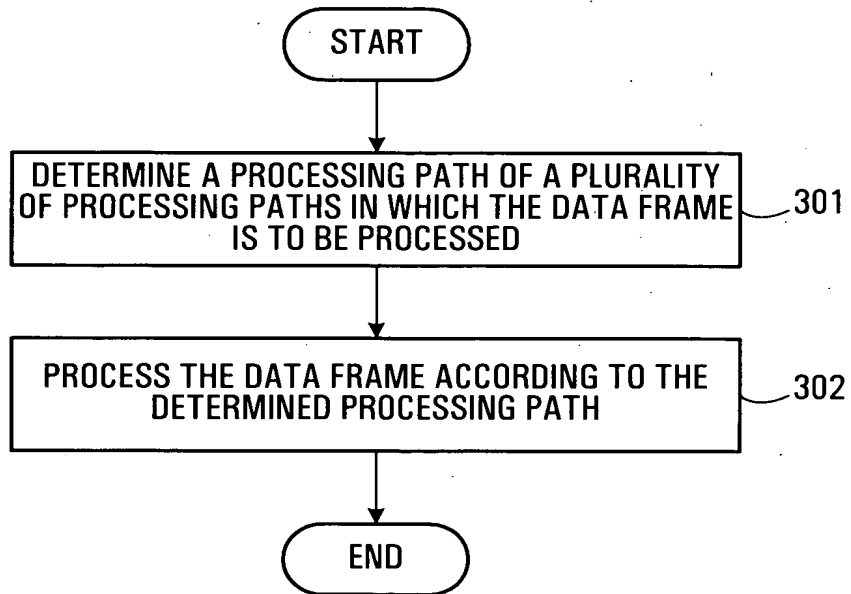 START
DETERMINE A PROCESSING PATH OF A PLURALITY
OF PROCESSING PATHS IN WHICH THE DATA FRAME
IS TO BE PROCESSED
301
PROCESS THE DATA FRAME ACCORDING TO THE
DETERMINED PROCESSING PATH
302
END